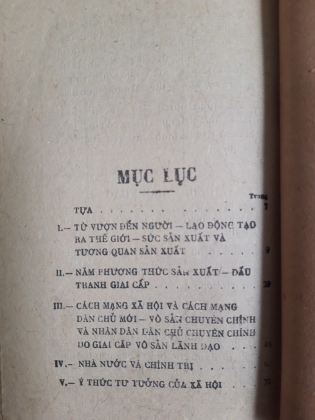 MỤC LỤC
Trang
TỰA . . . . . . . . 7
I.— TỪ VƯỢN ĐẾN NGƯỜI — LAO ĐỘNG TẠO
RA THẾ GIỚI — SỨC SẢN XUẤT VÀ
TƯƠNG QUAN SẢN XUẤT . . . . . 9
II.— NĂM PHƯƠNG THỨC SẢN XUẤT — ĐẤU
TRANH GIAI CẤP . . . . . .
III.— CÁCH MẠNG XÃ HỘI VÀ CÁCH MẠNG
DÂN CHỦ MỚI — VÔ SẢN CHUYÊN CHÍNH
VÀ NHÂN DÂN DÂN CHỦ CHUYÊN CHÍNH
DO GIAI CẤP VÔ SẢN LÃNH ĐẠO . . .
IV.— NHÀ NƯỚC VÀ CHÍNH TRỊ . . . .
V.— Ý THỨC TƯ TƯỞNG CỦA XÃ HỘI . . .